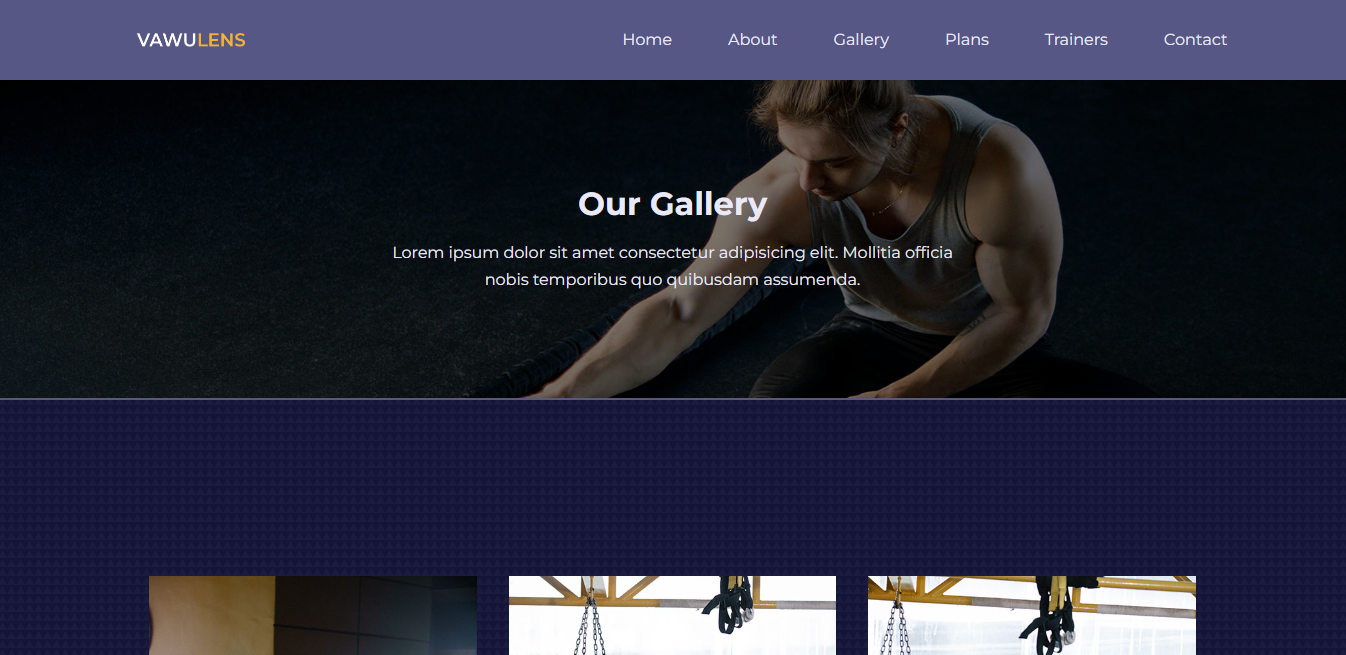 VAWULENS
Home About Gallery Plans Trainers Contact
Our Gallery
Lorem ipsum dolor sit amet consectetur adipisicing elit. Mollitia officia
nobis temporibus quo quibusdam assumenda.